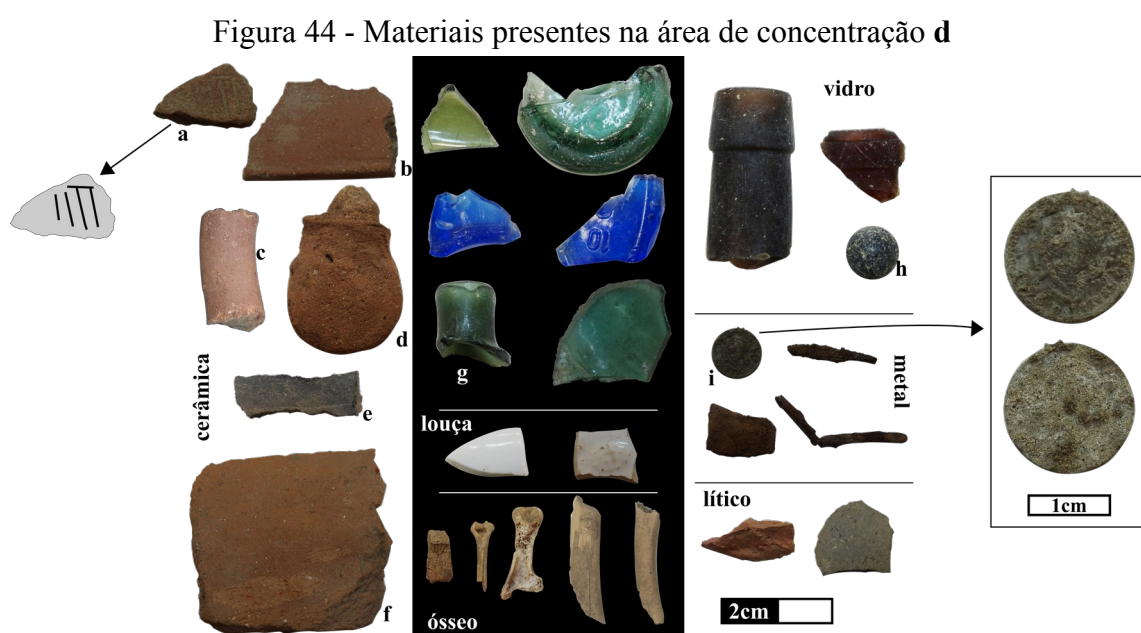 Figura 44 - Materiais presentes na área de concentração d
a
b
c
d
e
f
cerâmica
g
louça
ósseo
vidro
h
i
metal
lítico
2cm
1cm